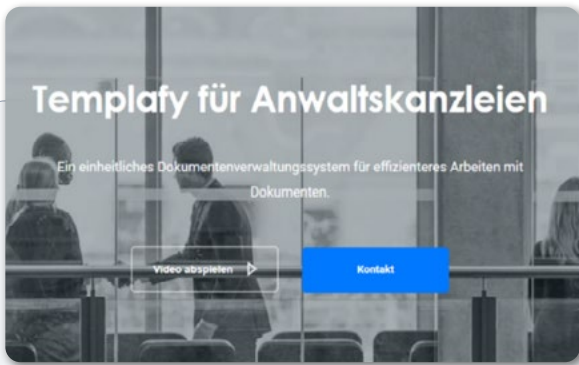 Templafy für Anwaltskanzleien
Ein einheitliches Dokumentenverwaltungssystem für effizienteres Arbeiten mit
Dokumenten.
Video abspielen
Kontakt